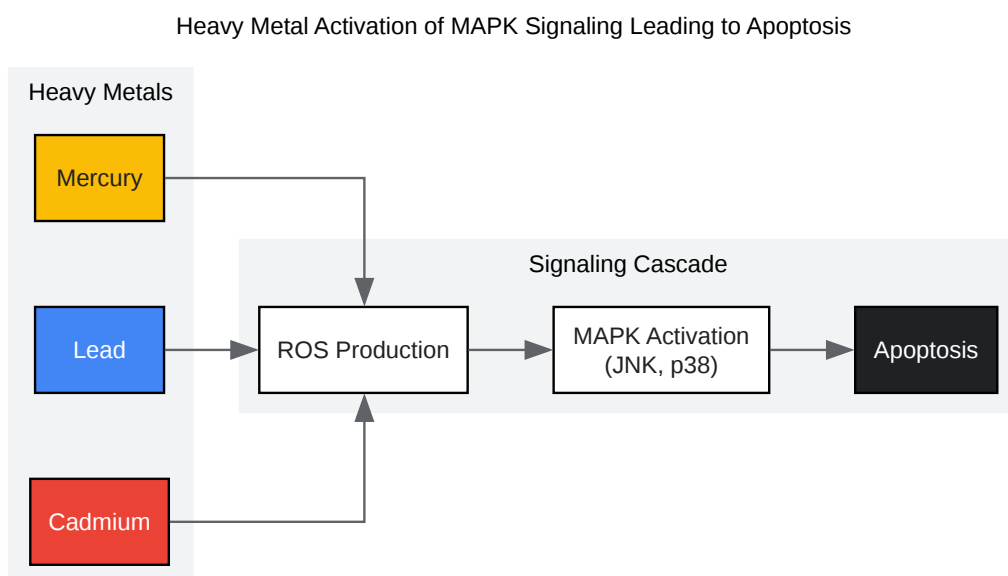 Heavy Metal Activation of MAPK Signaling Leading to Apoptosis
Heavy Metals
Mercury
Signaling Cascade
Lead
ROS Production
MAPK Activation
(JNK, p38)
Apoptosis
Cadmium